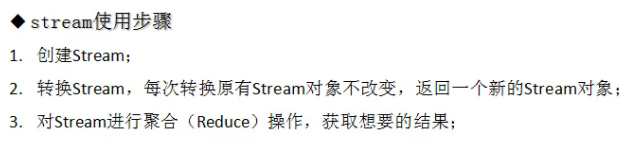 ◆stream使用步骤
1. 创建Stream；
2. 转换Stream，每次转换原有Stream对象不改变，返回一个新的Stream对象；
3. 对Stream进行聚合（Reduce）操作，获取想要的结果；